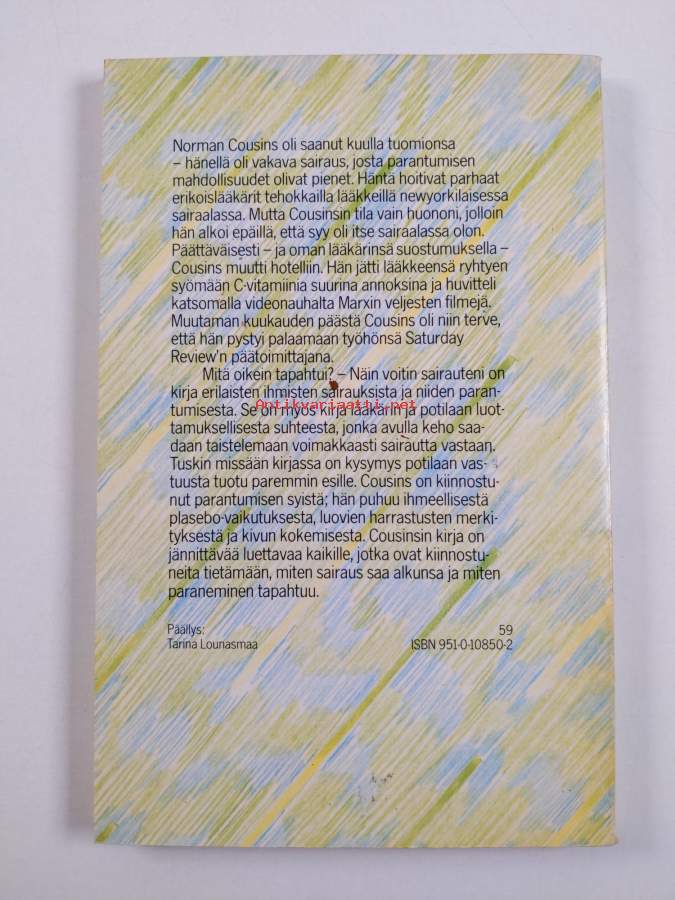 Norman Cousins oli saanut kuulla tuomionsa
– hänellä oli vakava sairaus, josta parantumisen
mahdollisuudet olivat pienet. Häntä hoitivat parhaat
erikoislääkärit tehokkailla lääkkeillä newyorkilaisessa
sairaalassa. Mutta Cousinsin tila vain huononi, jolloin
hän alkoi epäillä, että syy oli itse sairaalassa olon.
Päättäväisesti – ja oman lääkärinsä suostumuksella –
Cousins muutti hotelliin. Hän jätti lääkkeensä ryhtyen
syömään C-vitamiinia suurina annoksina ja huvitteli
katsomalla videonauhalta Marxin veljesten filmejä.
Muutaman kuukauden päästä Cousins oli niin terve,
että hän pystyi palaamaan työhönsä Saturday
Review'n päätoimittajana.
Mitä oikein tapahtui? – Näin voitin sairauteni on
kirja erilaisten ihmisten sairauksista ja niiden paran-
tumisesta. Se on myös kirja lääkärin ja potilaan luot-
Antikvariaatti.net
tamuksellisesta suhteesta, jonka avulla keho saa-
daan taistelemaan voimakkaasti sairautta vastaan.
Tuskin missään kirjassa on kysymys potilaan vas-
tuusta tuotu paremmin esille. Cousins on kiinnostu-
nut parantumisen syistä; hän puhuu ihmeellisestä
plasebo-vaikutuksesta, luovien harrastusten merki-
tyksestä ja kivun kokemisesta. Cousinsin kirja on
jännittävää luettavaa kaikille, jotka ovat kiinnostu-
neita tietämään, miten sairaus saa alkunsa ja miten
paraneminen tapahtuu.
Päällys:
Tarina Lounasmaa
59
ISBN 951-0-10850-2